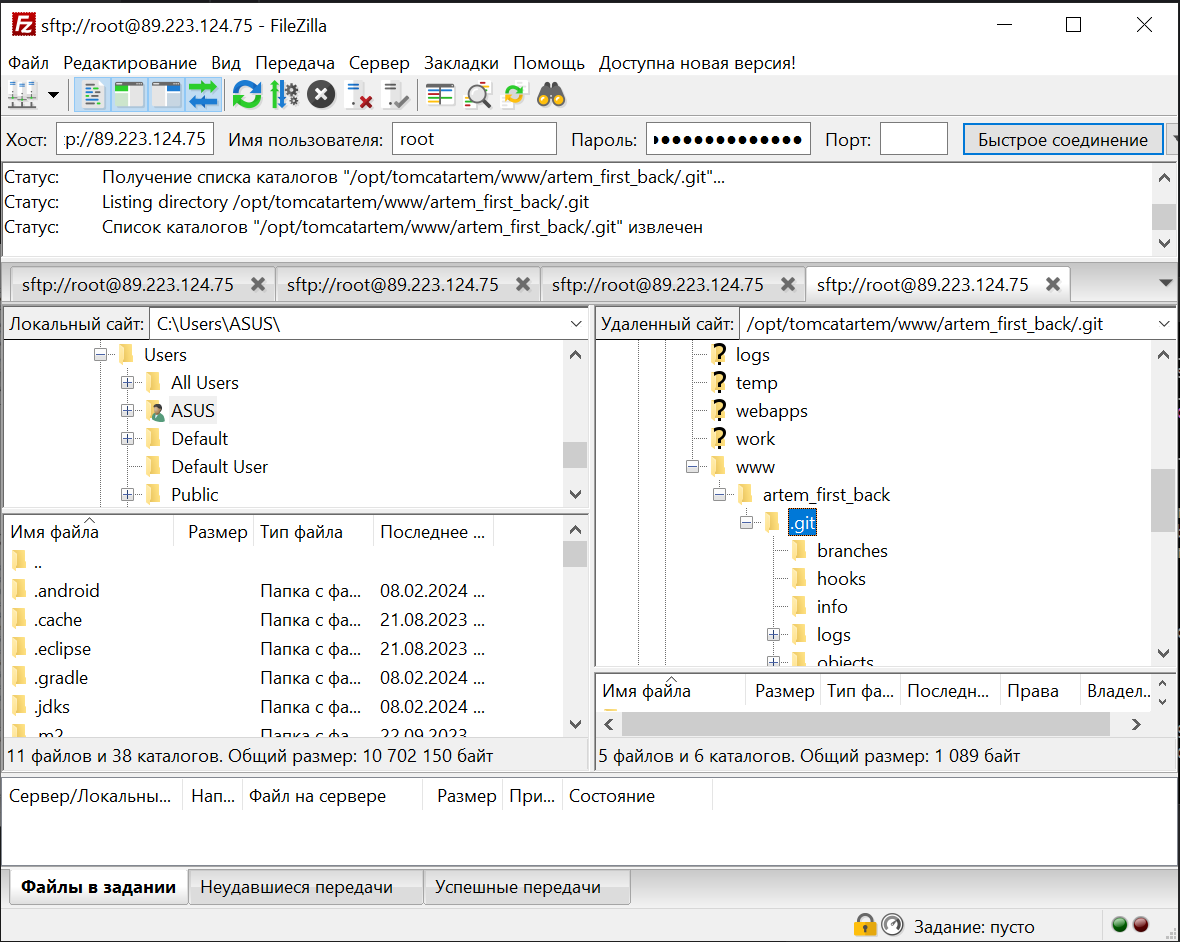 sftp://root@89.223.124.75 - FileZilla
Файл Редактирование Вид Передача Сервер Закладки Помощь Доступна новая версия!
Хост: p://89.223.124.75 Имя пользователя: root Пароль: ●●●●●●●●●●●●●● Порт: Быстрое соединение
Статус: Получение списка каталогов "/opt/tomcatartem/www/artem_first_back/.git"...
Статус: Listing directory /opt/tomcatartem/www/artem_first_back/.git
Статус: Список каталогов "/opt/tomcatartem/www/artem_first_back/.git" извлечен
sftp://root@89.223.124.75 sftp://root@89.223.124.75 sftp://root@89.223.124.75 sftp://root@89.223.124.75
Локальный сайт: C:\Users\ASUS\
Users
All Users
ASUS
Default
Default User
Public
Имя файла Размер Тип файла Последнее ...
..
.android Папка с фа... 08.02.2024 ...
.cache Папка с фа... 21.08.2023 ...
.eclipse Папка с фа... 21.08.2023 ...
.gradle Папка с фа... 08.02.2024 ...
.jdks Папка с фа... 08.02.2024 ...
.m2 Папка с фа... 22.09.2023
11 файлов и 38 каталогов. Общий размер: 10 702 150 байт
Удаленный сайт: /opt/tomcatartem/www/artem_first_back/.git
logs
temp
webapps
work
www
artem_first_back
.git
branches
hooks
info
logs
objects
Имя файла Размер Тип фа... Последн... Права Владел...
5 файлов и 6 каталогов. Общий размер: 1 089 байт
Сервер/Локальны... Нап... Файл на сервере Размер При... Состояние
Файлы в задании Неудавшиеся передачи Успешные передачи
Задание: пусто